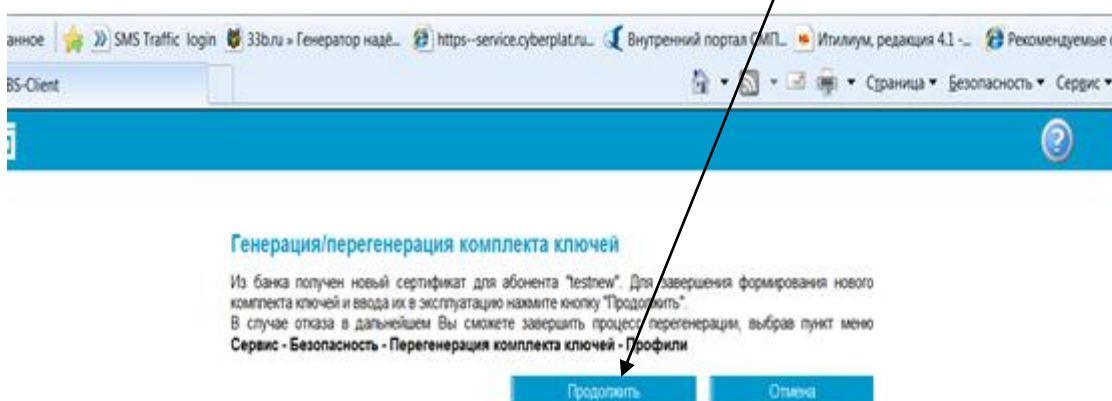 анное SMS Traffic login 33b.ru » Генератор надё... https--service.cyberplat.ru... Внутренний портал СМП... Итилиум, редакция 4.1 -... Рекомендуемые
BS-Client Страница Безопасность Сервис
Генерация/перегенерация комплекта ключей
Из банка получен новый сертификат для абонента "testnew". Для завершения формирования нового
комплекта ключей и ввода их в эксплуатацию нажмите кнопку "Продолжить".
В случае отказа в дальнейшем Вы сможете завершить процесс перегенерации, выбрав пункт меню
Сервис - Безопасность - Перегенерация комплекта ключей - Профили
Продолжить Отмена